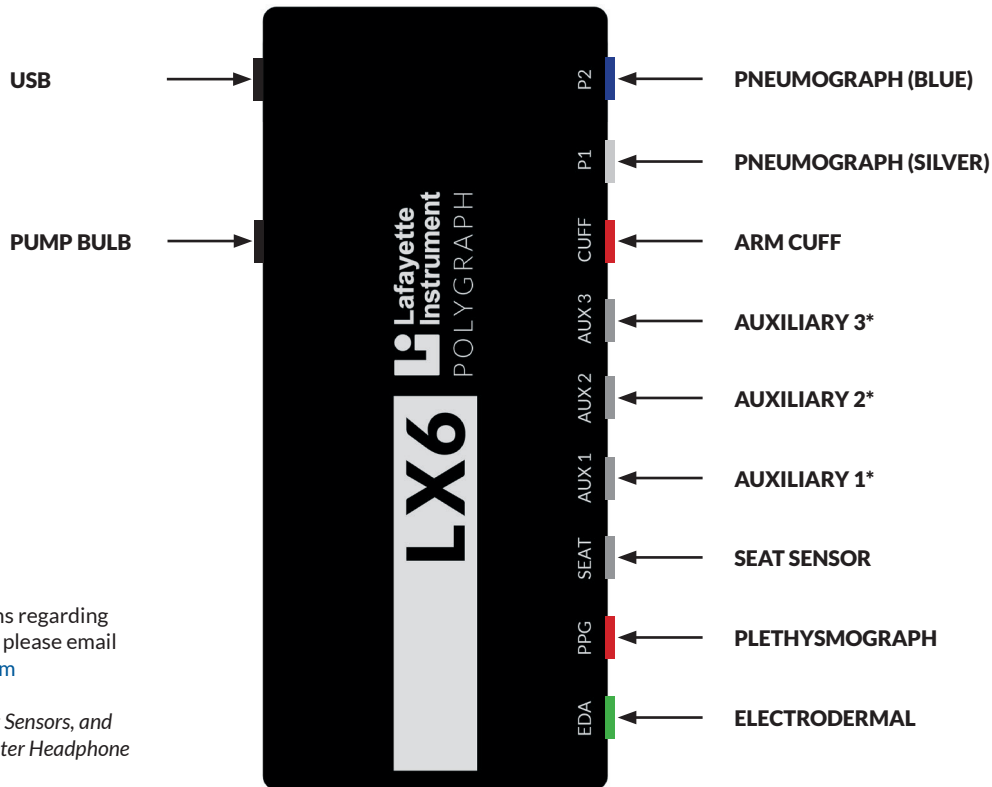 USB
PUMP BULB
P2
P1
CUFF
AUX 3
AUX 2
AUX 1
SEAT
PPG
EDA
Lafayette
Instrument
POLYGRAPH
LX6
PNEUMOGRAPH (BLUE)
PNEUMOGRAPH (SILVER)
ARM CUFF
AUXILIARY 3*
AUXILIARY 2*
AUXILIARY 1*
SEAT SENSOR
PLETHYSMOGRAPH
ELECTRODERMAL
regarding
please email
Sensors, and
Headphone